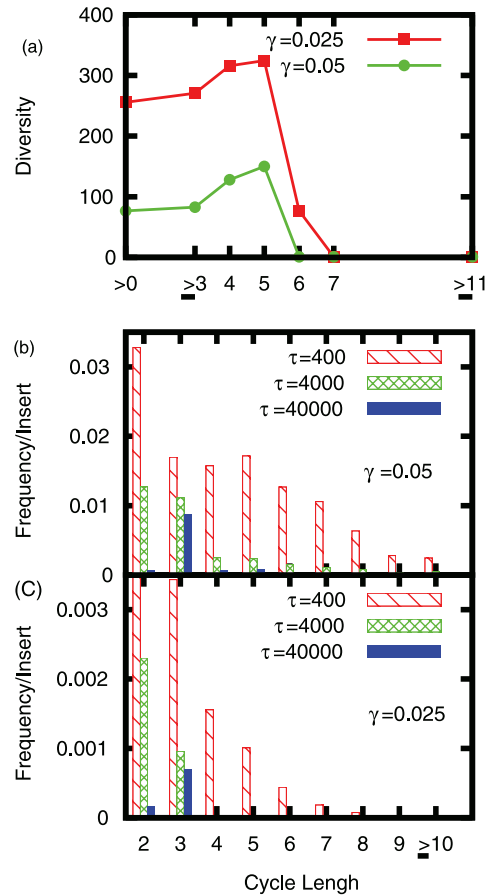 (a)
400
300
200
100
0
Diversity
γ=0.025
γ=0.05
>0 ≥3 4 5 6 7 ≥11
(b)
0.03
0.02
0.01
0
Frequency/Insert
τ=400
τ=4000
τ=40000
γ=0.05
(C)
0.003
0.002
0.001
0
Frequency/Insert
τ=400
τ=4000
τ=40000
γ=0.025
2 3 4 5 6 7 8 9 ≥10
Cycle Lengh